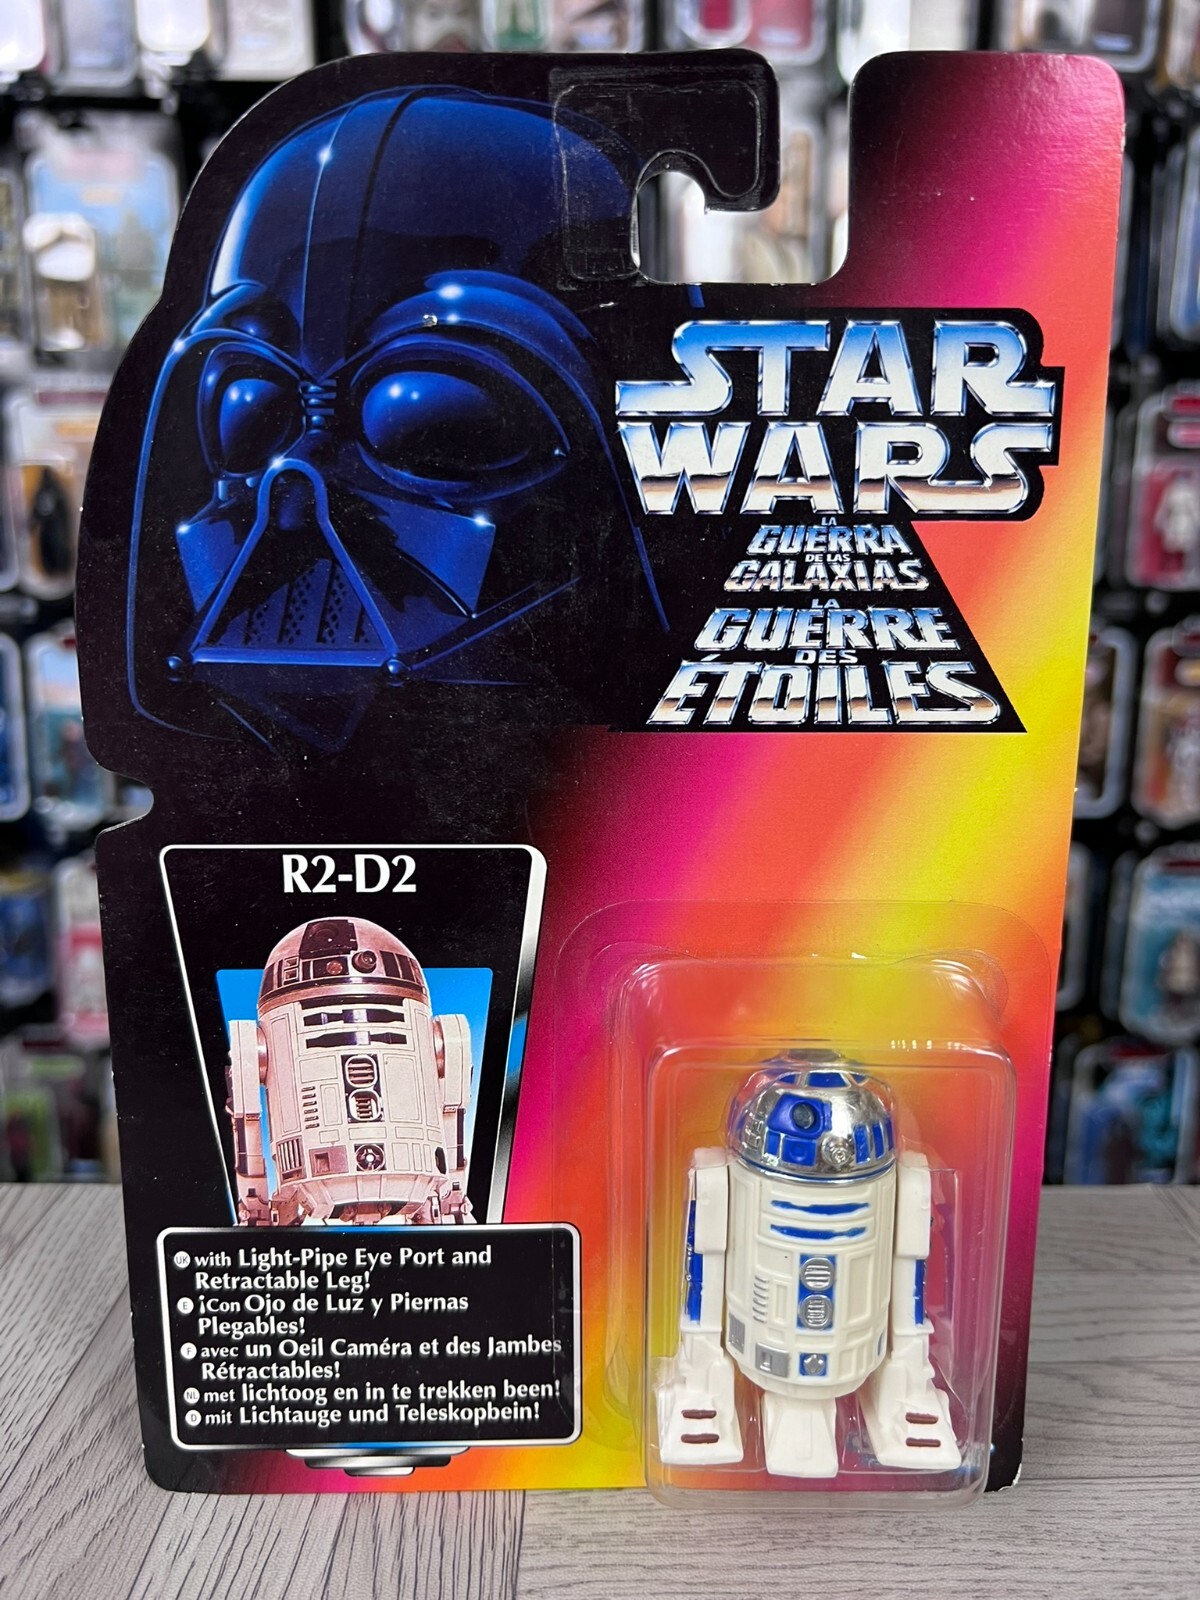 STAR
WARS
LA
GUERRA
DE LAS
GALAXIAS
LA
GUERRE
DES
ÉTOILES
R2-D2
UK with Light-Pipe Eye Port and
Retractable Leg!
E ¡Con Ojo de Luz y Piernas
Plegables!
F avec un Oeil Caméra et des Jambes
Rétractables!
NL met lichtoog en in te trekken been!
D mit Lichtauge und Teleskopbein!